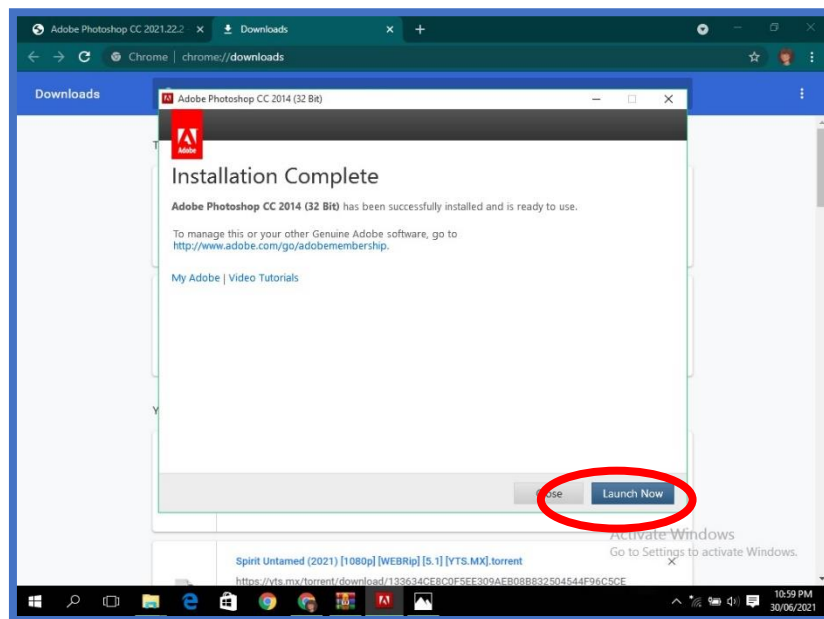 Adobe Photoshop CC 2021.22.2
Downloads
Chrome | chrome://downloads
Downloads
Adobe Photoshop CC 2014 (32 Bit)
T
Adobe
Installation Complete
Adobe Photoshop CC 2014 (32 Bit) has been successfully installed and is ready to use.
To manage this or your other Genuine Adobe software, go to
http://www.adobe.com/go/adobemembership.
My Adobe | Video Tutorials
Y
Close
Launch Now
Activate Windows
Go to Settings to activate Windows.
Spirit Untamed (2021) [1080p] [WEBRip] [5.1] [YTS.MX].torrent
https://yts.mx/torrent/download/133634CE8C0F5EE309AEB08B832504544F96C5CE
10:59 PM
30/06/2021